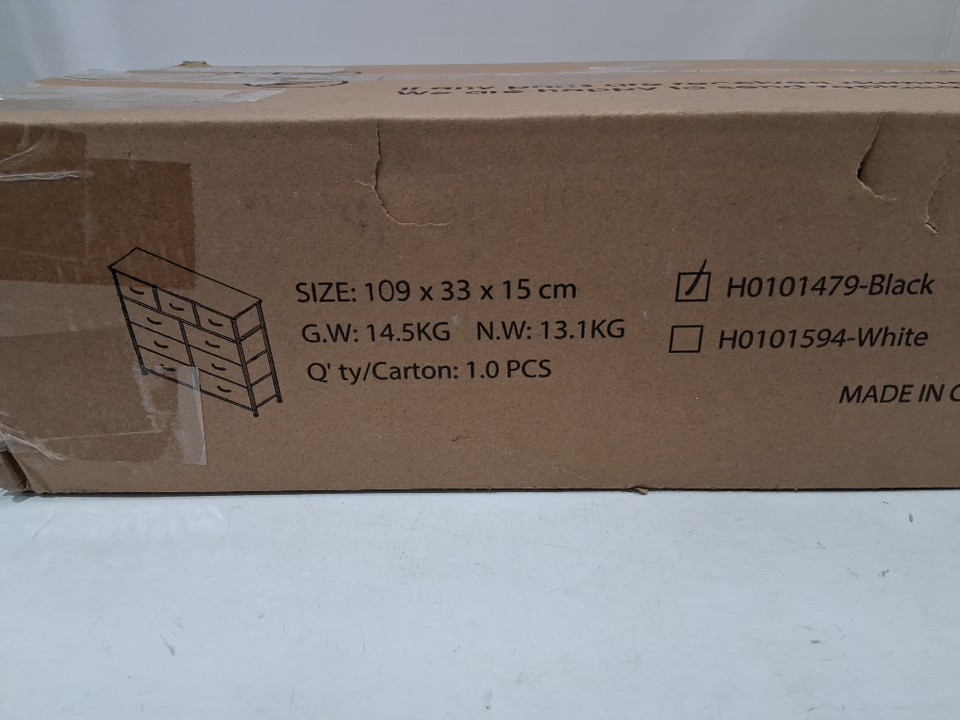 SIZE: 109 x 33 x 15 cm
G.W: 14.5KG N.W: 13.1KG
Q' ty/Carton: 1.0 PCS
H0101479-Black
H0101594-White
MADE IN